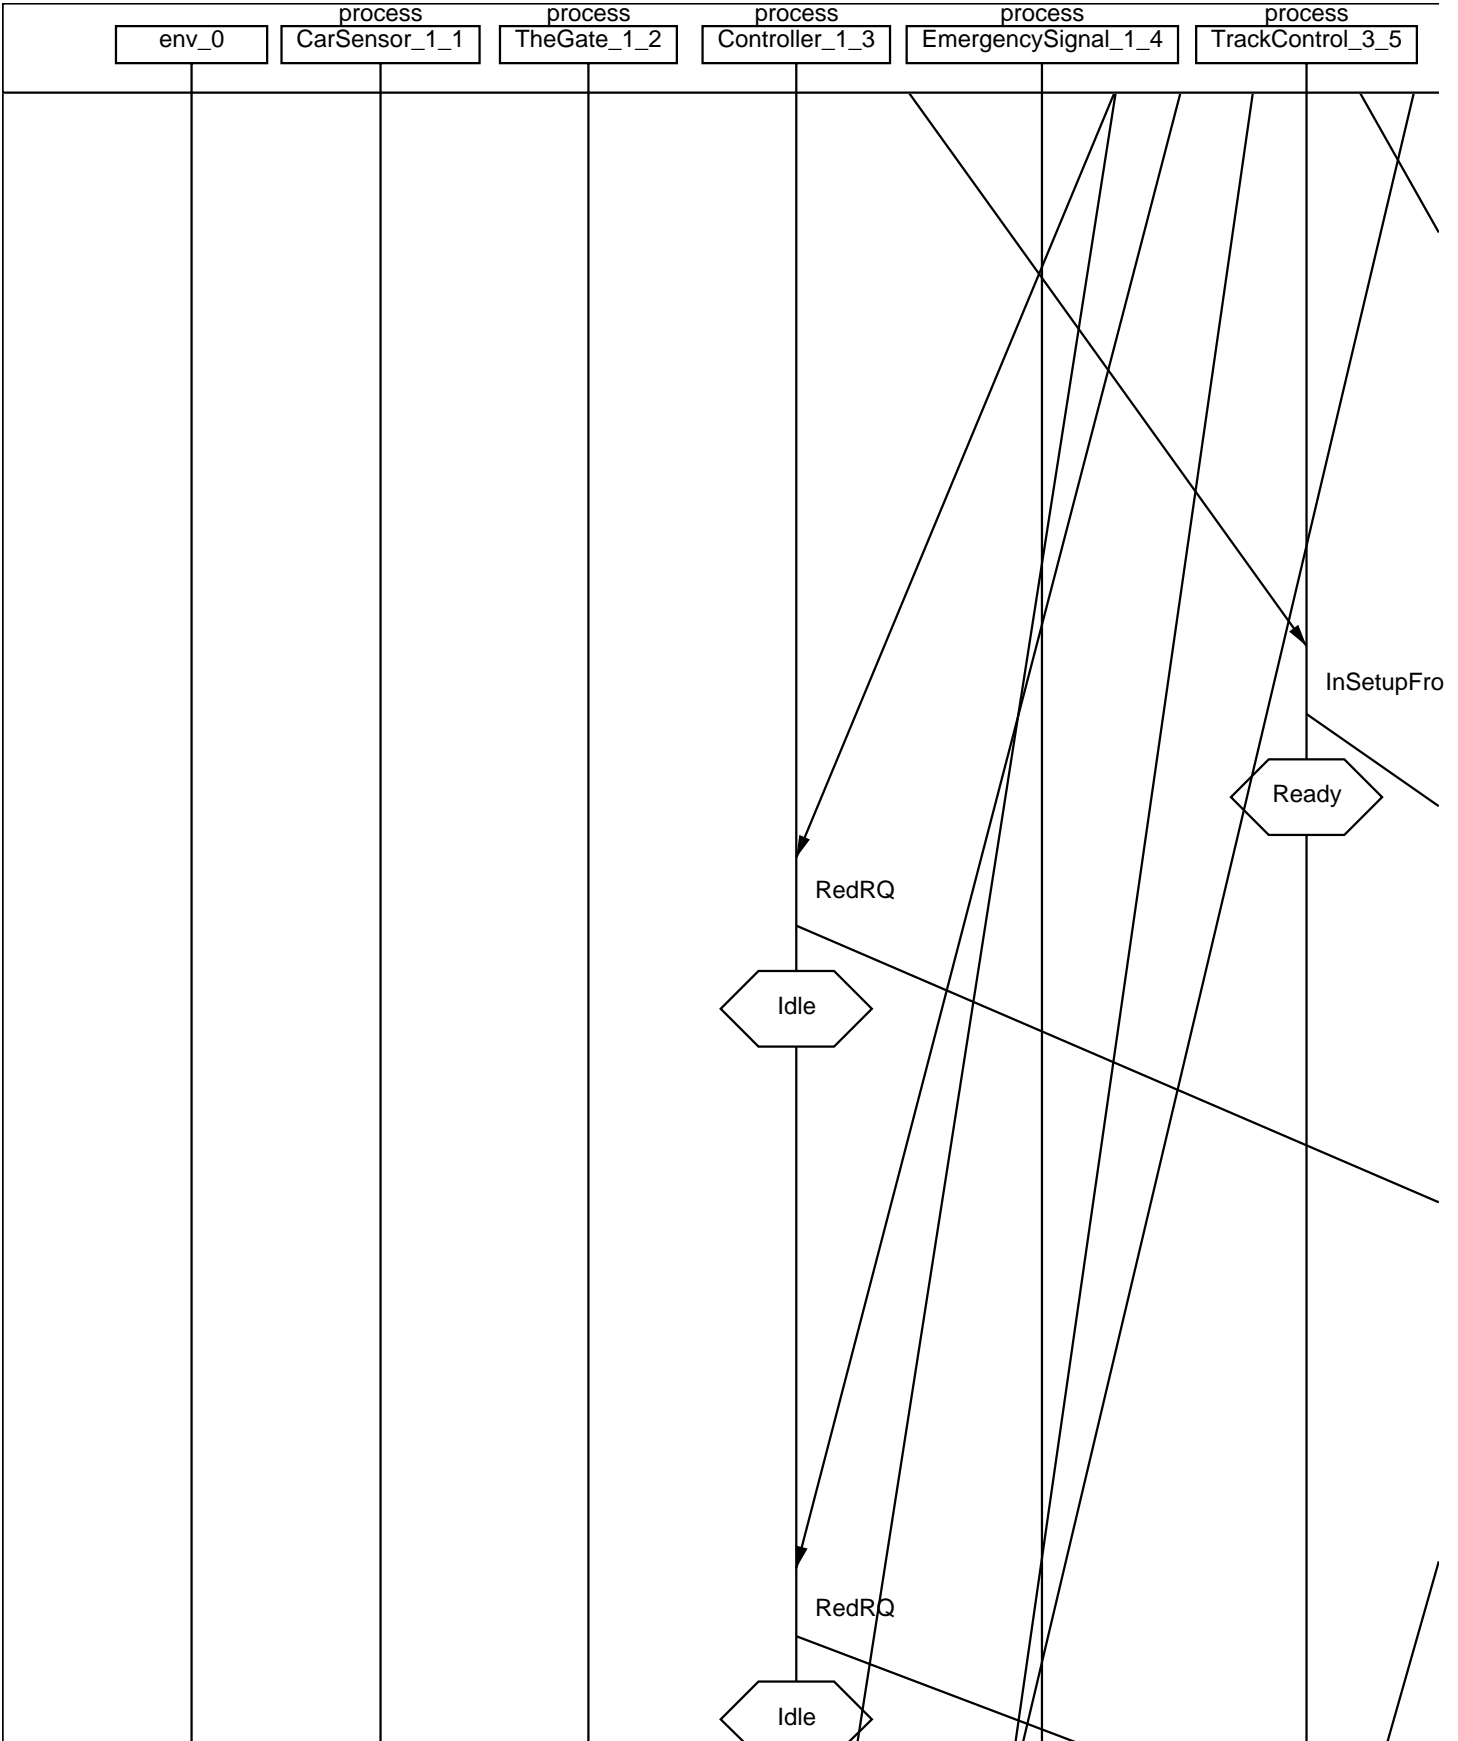 process process process process process
env_0 CarSensor_1_1 TheGate_1_2 Controller_1_3 EmergencySignal_1_4 TrackControl_3_5
InSetupFro
Ready
RedRQ
Idle
RedRQ
Idle